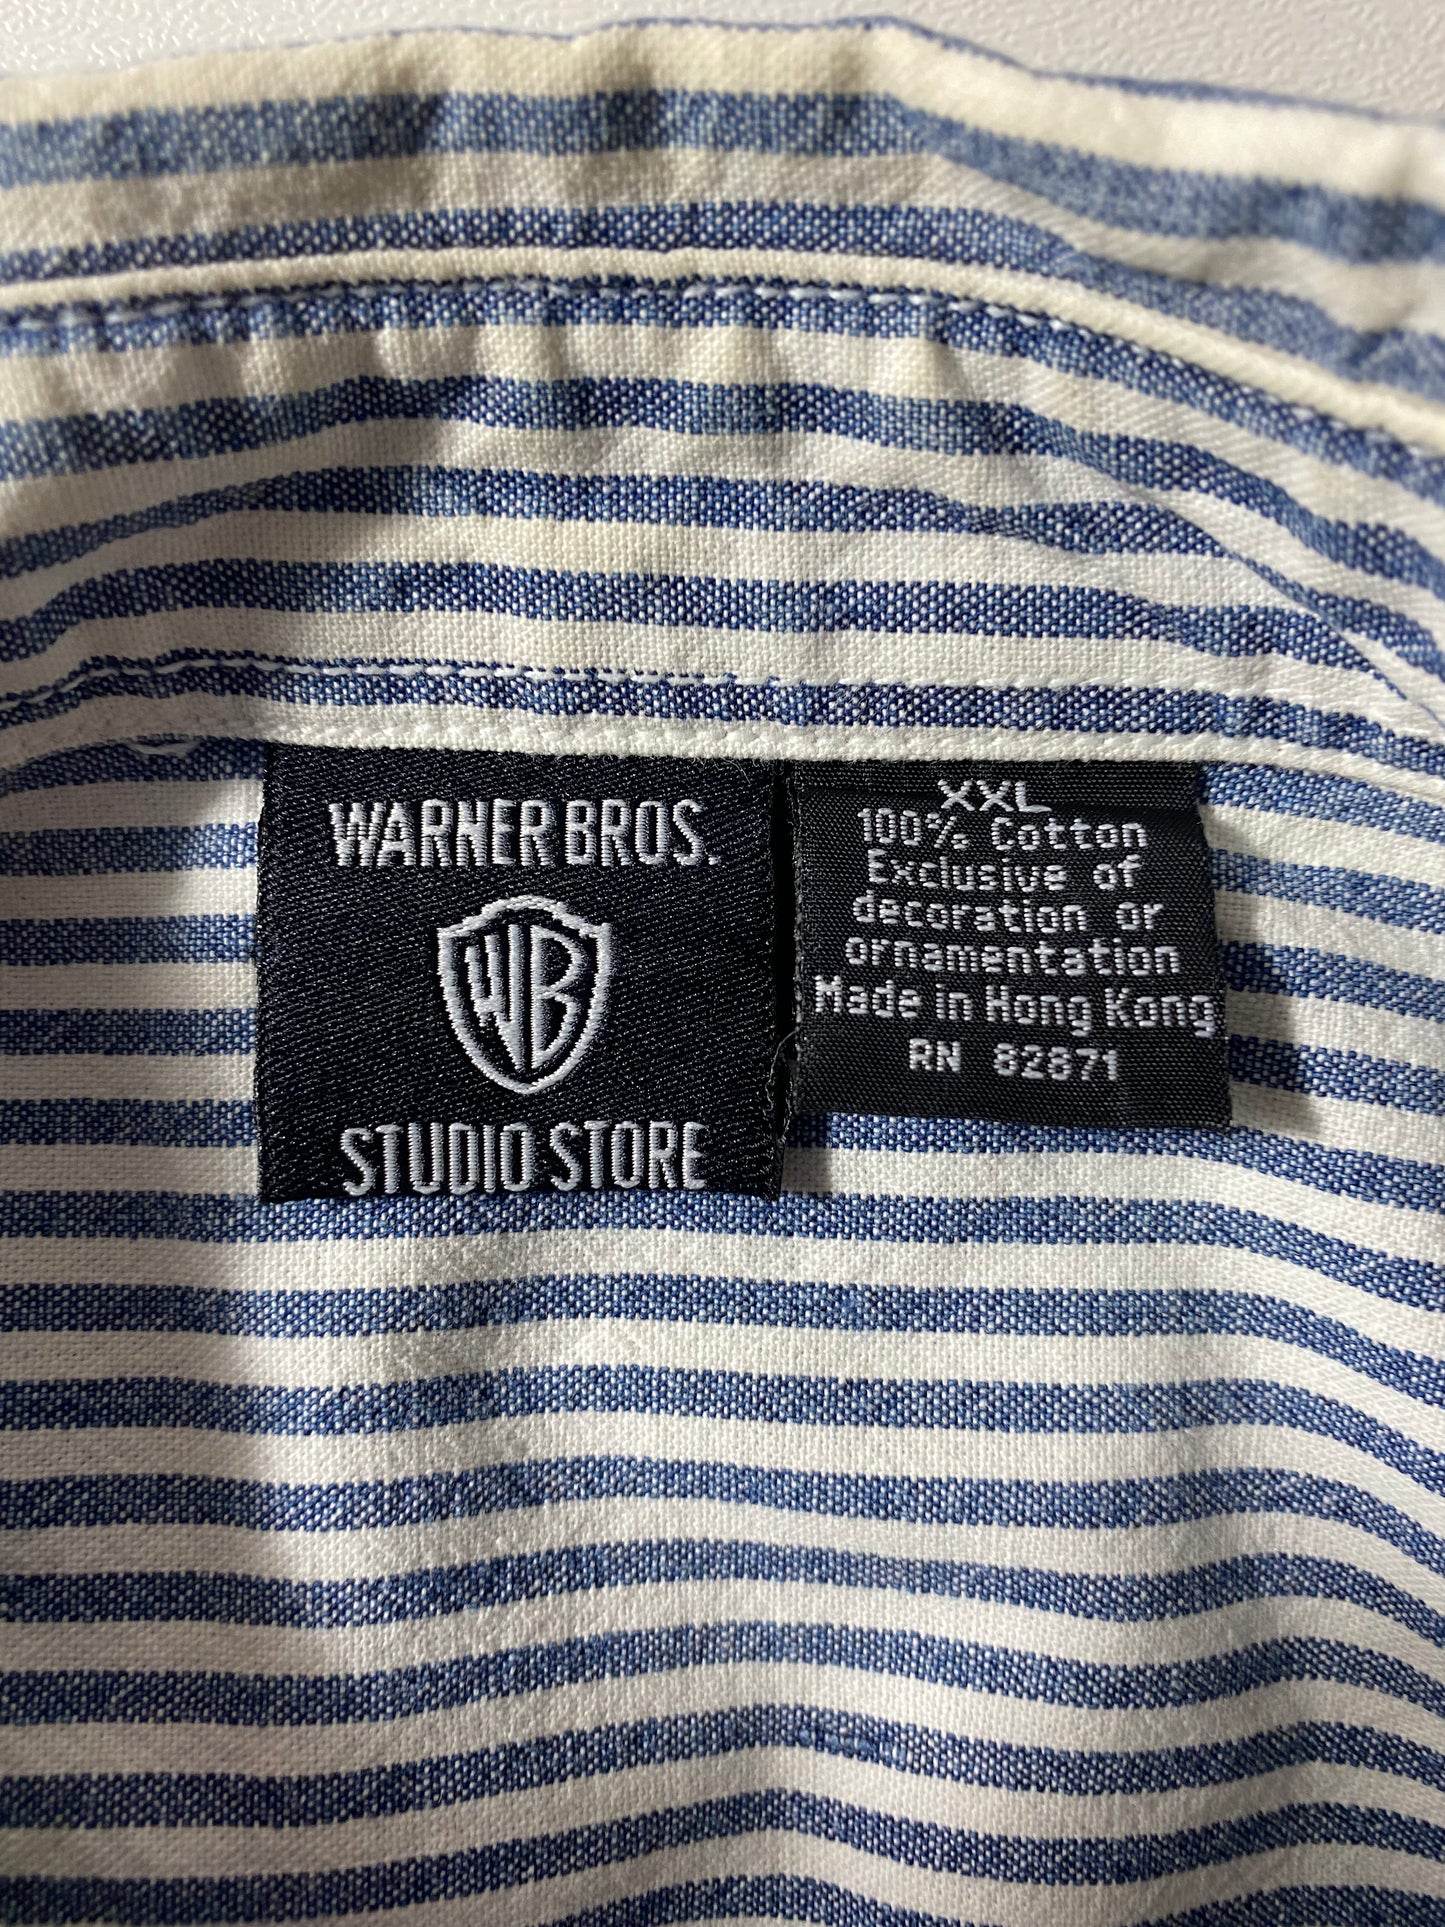 WARNER BROS.
WB
STUDIO STORE
XXL
100% Cotton
Exclusive of
decoration or
ornamentation
Made in Hong Kong
RN 82871